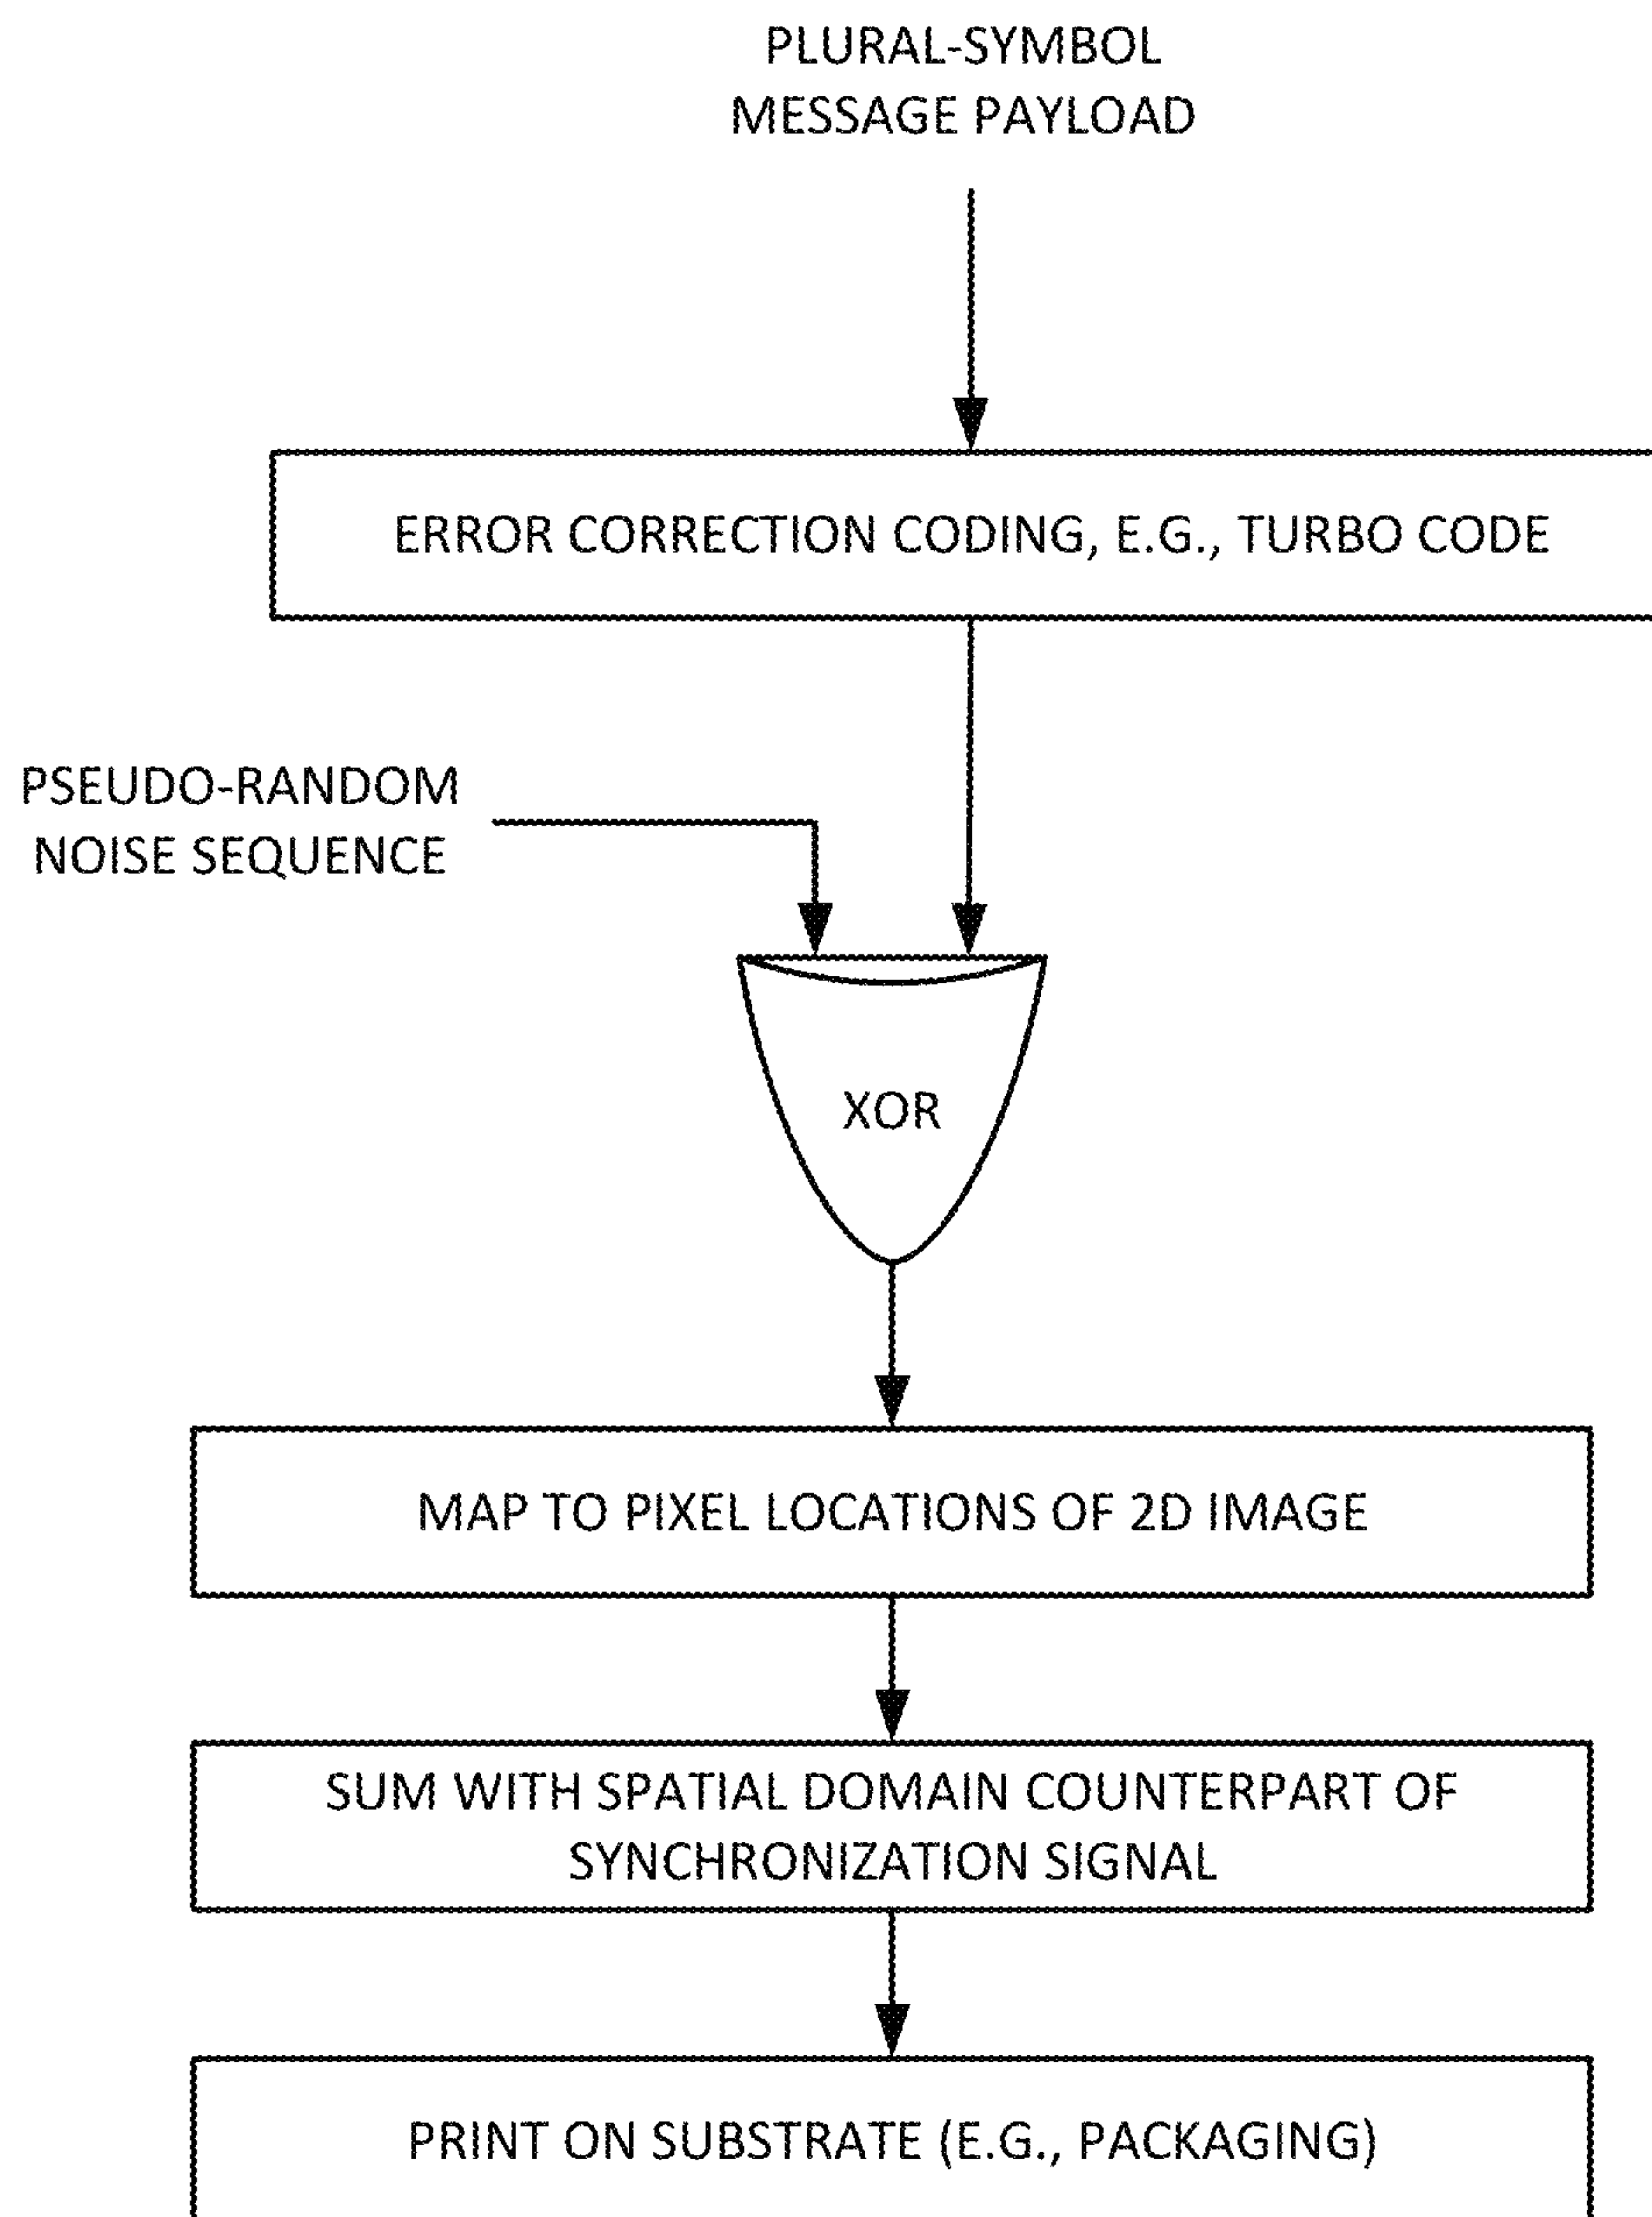 PLURAL-SYMBOL
MESSAGE PAYLOAD
ERROR CORRECTION CODING, E.G., TURBO CODE
PSEUDO-RANDOM
NOISE SEQUENCE
XOR
MAP TO PIXEL LOCATIONS OF 2D IMAGE
SUM WITH SPATIAL DOMAIN COUNTERPART OF
SYNCHRONIZATION SIGNAL
PRINT ON SUBSTRATE (E.G., PACKAGING)